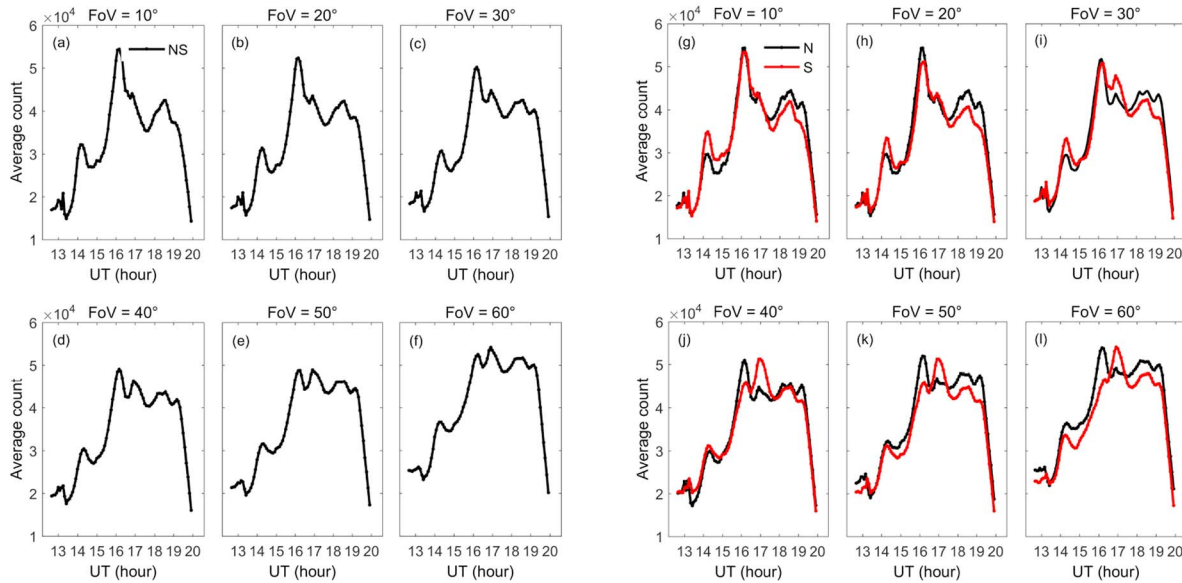 FoV = 10° FoV = 20° FoV = 30° FoV = 10° FoV = 20° FoV = 30°
×10⁴ ×10⁴
6 (a) NS (b) (c) 6 (g) N (h) (i)
S
5 5
Average count Average count
4 4
3 3
2 2
1 1
13 14 15 16 17 18 19 20 13 14 15 16 17 18 19 20 13 14 15 16 17 18 19 20 13 14 15 16 17 18 19 20 13 14 15 16 17 18 19 20 13 14 15 16 17 18 19 20
UT (hour) UT (hour) UT (hour) UT (hour) UT (hour) UT (hour)
FoV = 40° FoV = 50° FoV = 60° FoV = 40° FoV = 50° FoV = 60°
×10⁴ ×10⁴
6 (d) (e) (f) 6 (j) (k) (l)
5 5
Average count Average count
4 4
3 3
2 2
1 1
13 14 15 16 17 18 19 20 13 14 15 16 17 18 19 20 13 14 15 16 17 18 19 20 13 14 15 16 17 18 19 20 13 14 15 16 17 18 19 20 13 14 15 16 17 18 19 20
UT (hour) UT (hour) UT (hour) UT (hour) UT (hour) UT (hour)